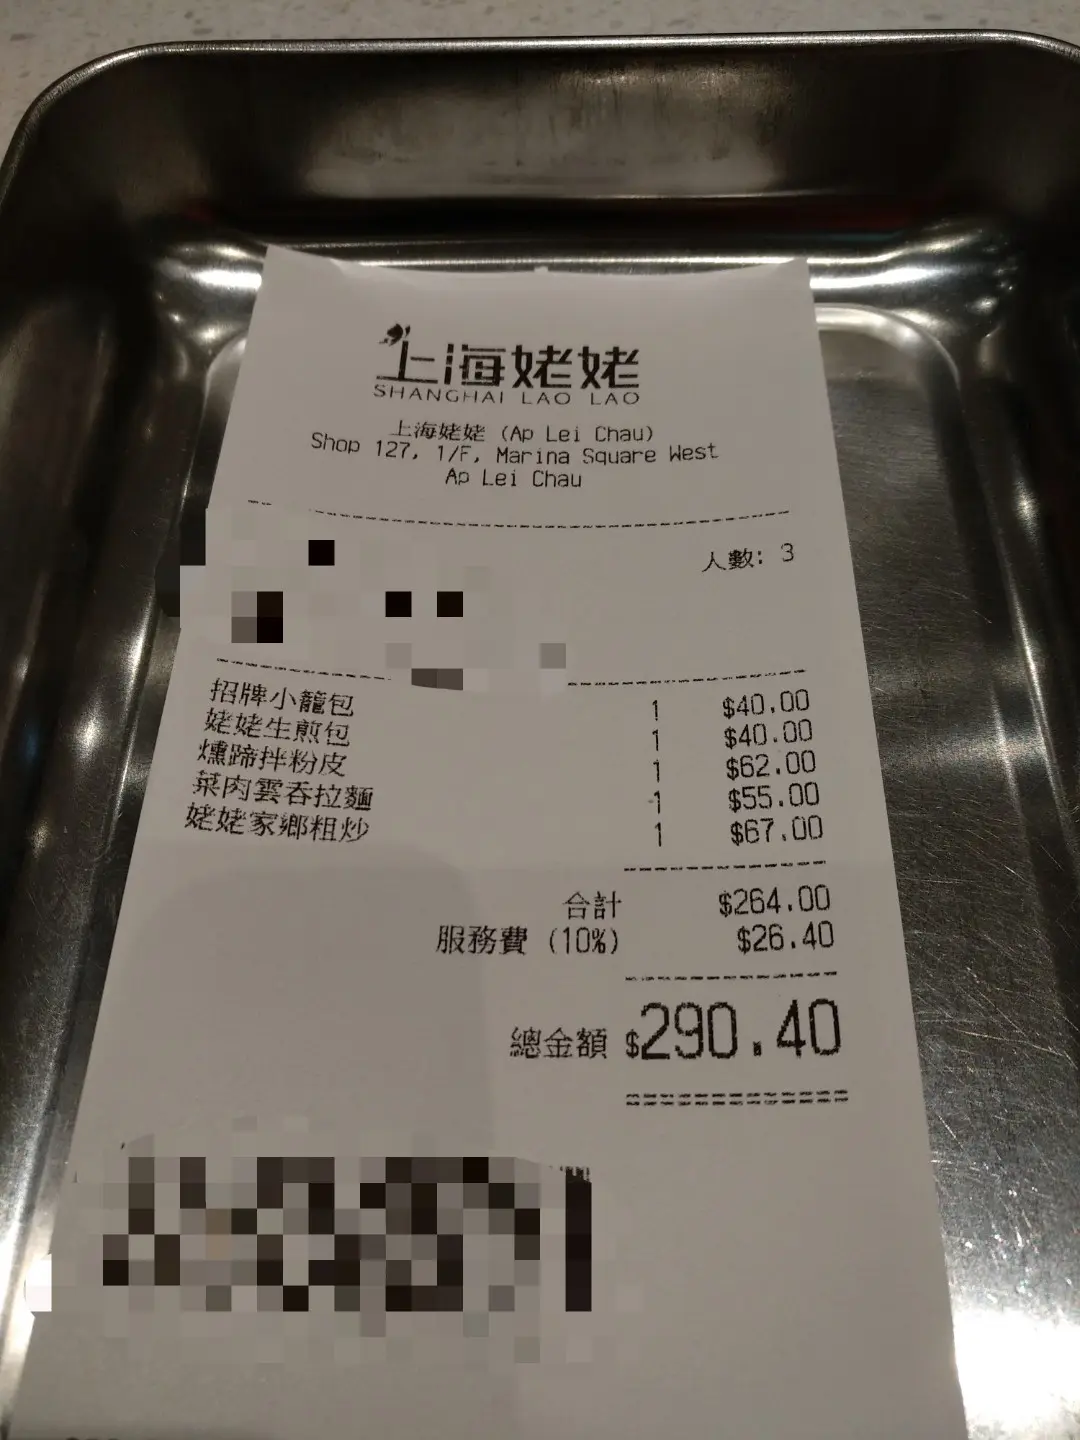 上海姥姥
SHANGHAI LAO LAO
上海姥姥 (Ap Lei Chau)
Shop 127, 1/F, Marina Square West
Ap Lei Chau
人數: 3
招牌小籠包 1 $40.00
姥姥生煎包 1 $40.00
燻蹄拌粉皮 1 $62.00
菜肉雲吞拉麵 1 $55.00
姥姥家鄉粗炒 1 $67.00
合計 $264.00
服務費 (10%) $26.40
總金額 $290.40